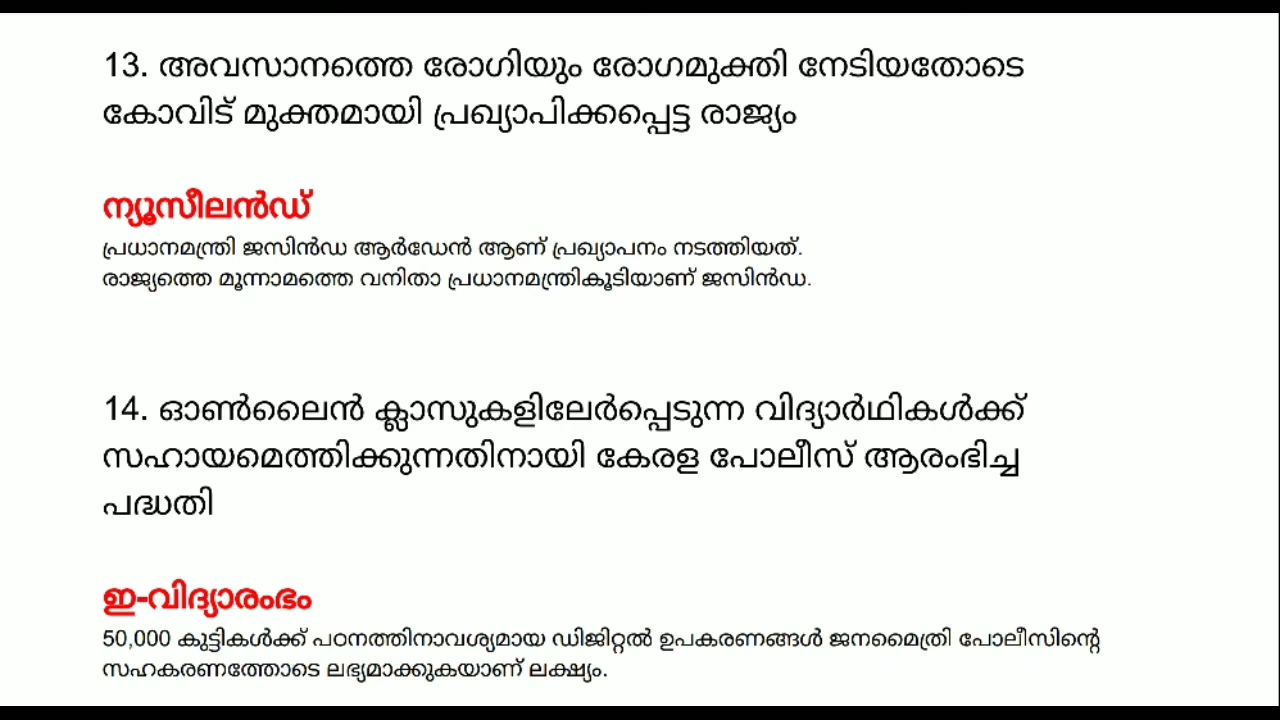 13. അവസാനത്തെ രോഗിയും രോഗമുക്തി നേടിയതോടെ
കോവിട് മുക്തമായി പ്രഖ്യാപിക്കപ്പെട്ട രാജ്യം
ന്യൂസീലൻഡ്
പ്രധാനമന്ത്രി ജസിൻഡ ആർഡേൻ ആണ് പ്രഖ്യാപനം നടത്തിയത്.
രാജ്യത്തെ മൂന്നാമത്തെ വനിതാ പ്രധാനമന്ത്രികൂടിയാണ് ജസിൻഡ.
14. ഓൺലൈൻ ക്ലാസുകളിലേർപ്പെടുന്ന വിദ്യാർഥികൾക്ക്
സഹായമെത്തിക്കുന്നതിനായി കേരള പോലീസ് ആരംഭിച്ച
പദ്ധതി
ഇ-വിദ്യാരംഭം
50,000 കുട്ടികൾക്ക് പഠനത്തിനാവശ്യമായ ഡിജിറ്റൽ ഉപകരണങ്ങൾ ജനമൈത്രി പോലീസിന്റെ
സഹകരണത്തോടെ ലഭ്യമാക്കുകയാണ് ലക്ഷ്യം.